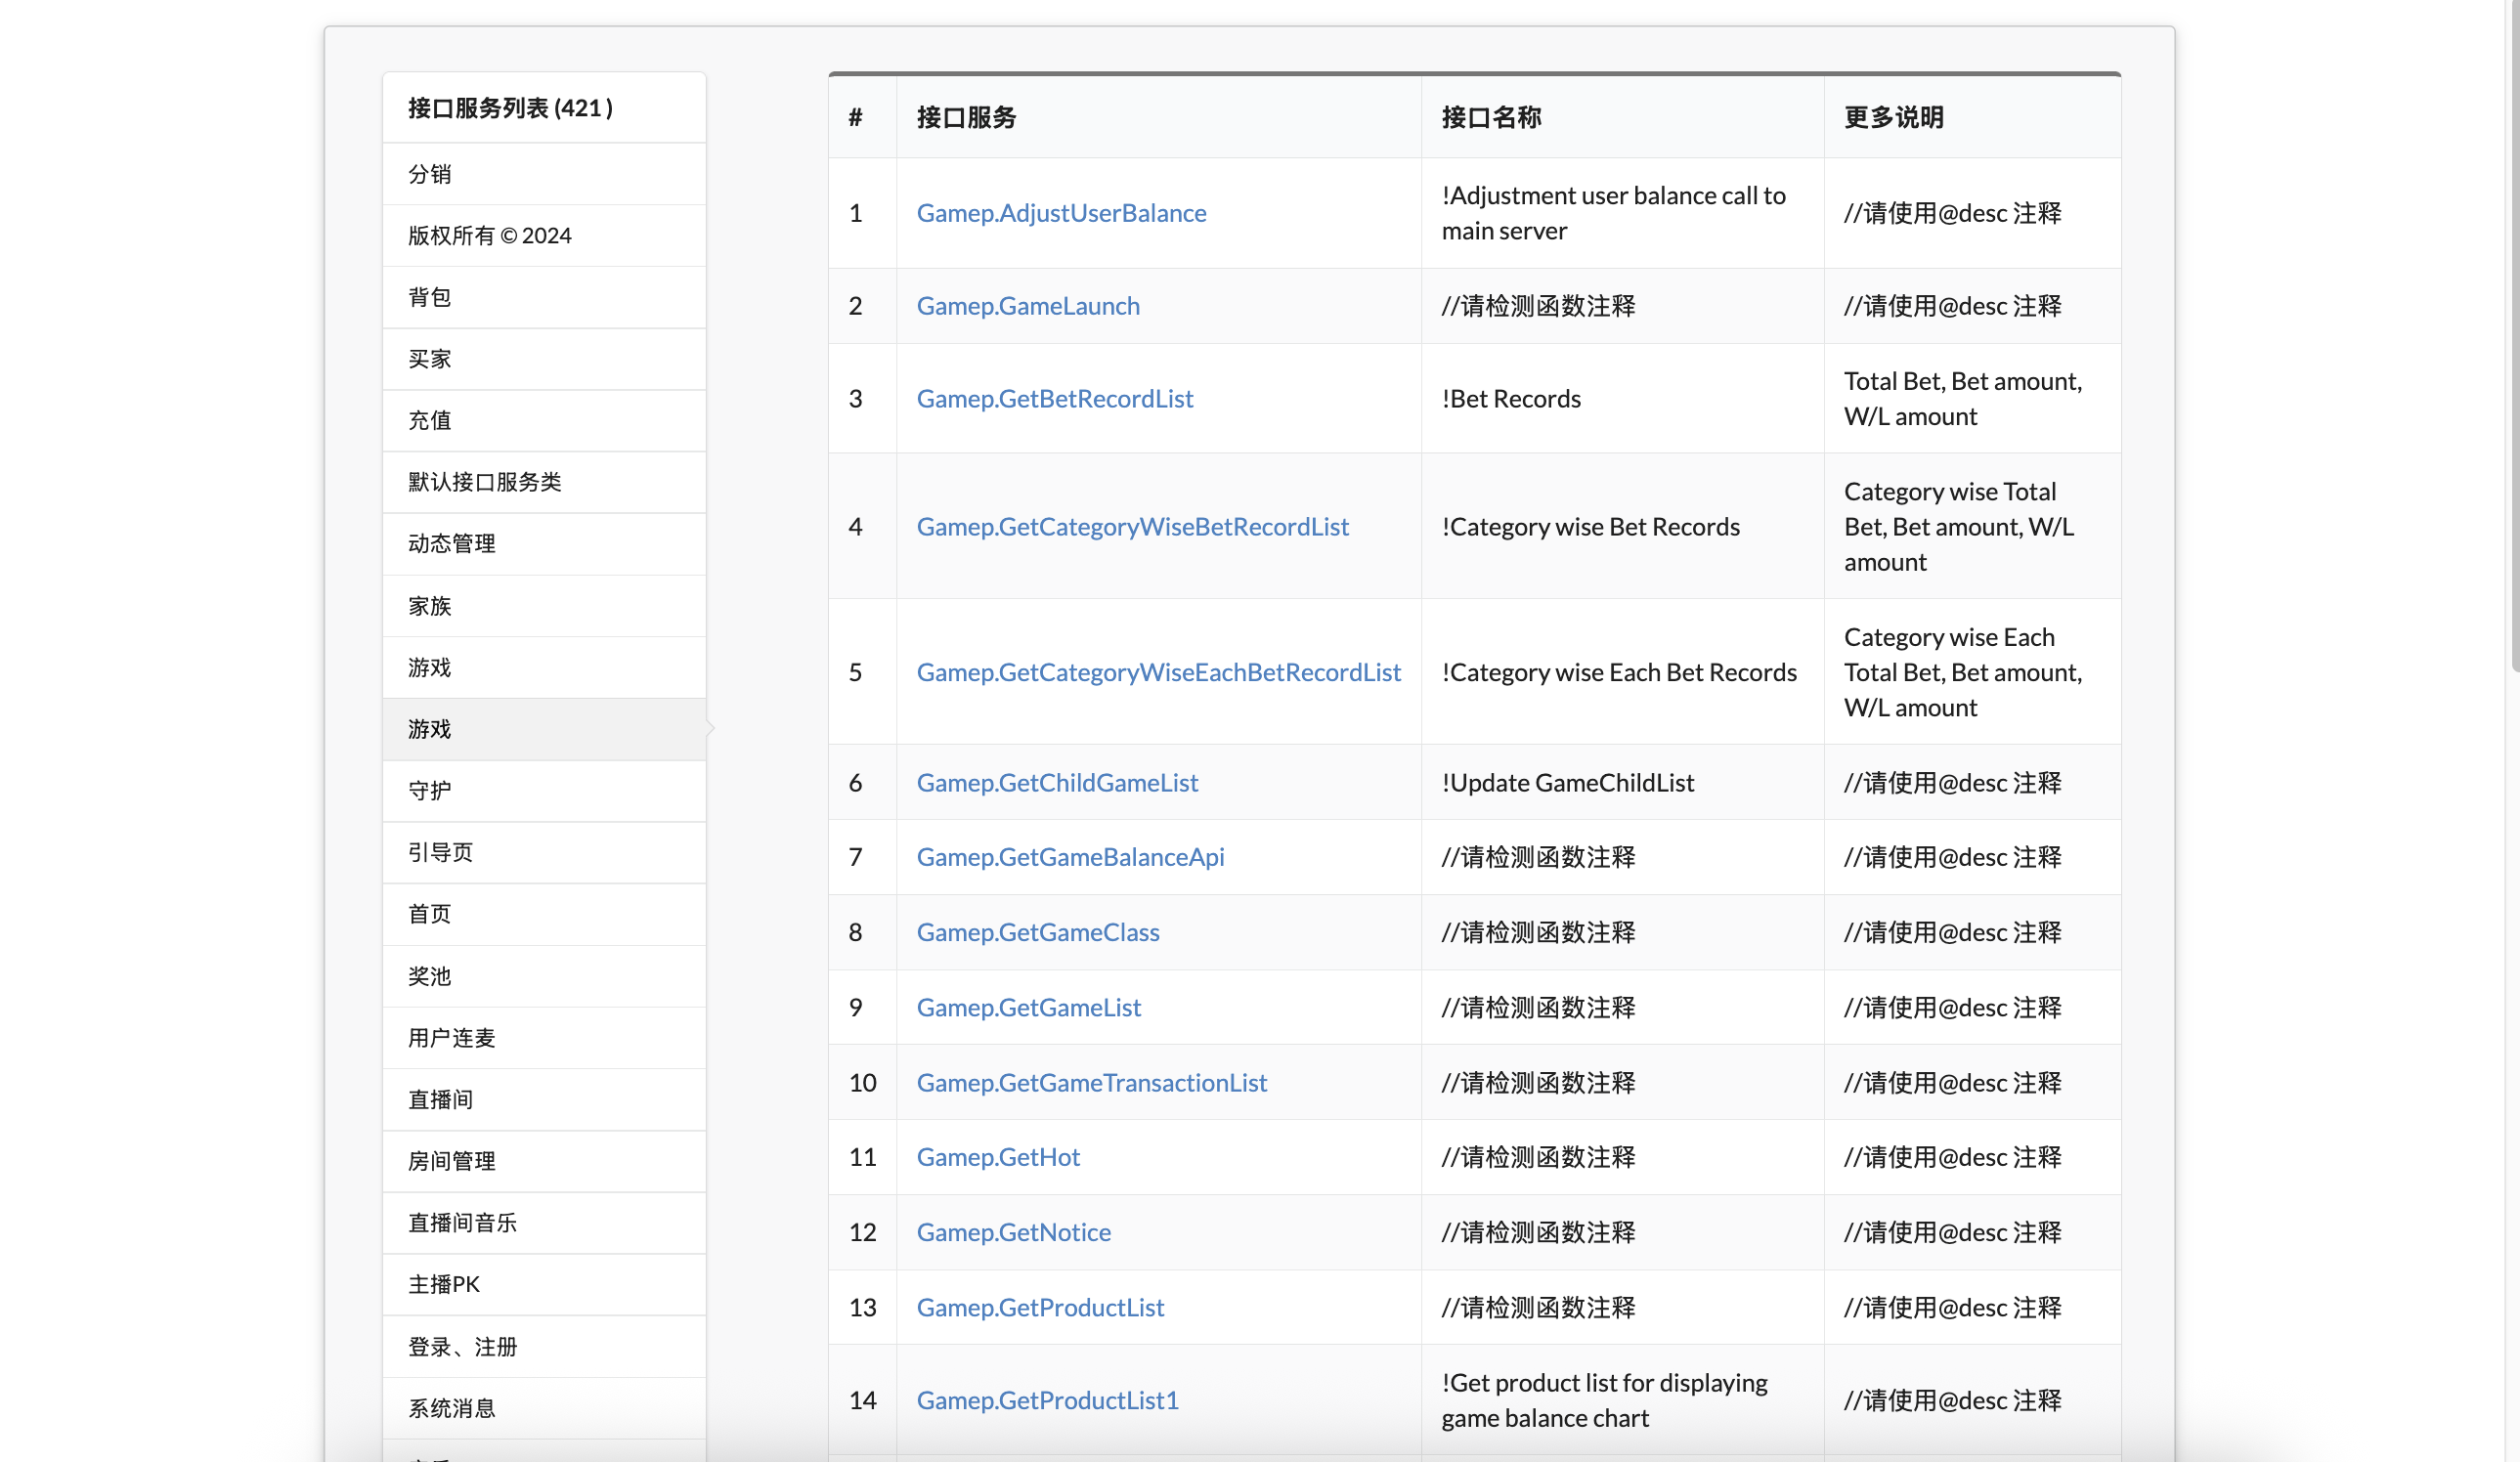 接口服务列表 (421 )
分销
版权所有 © 2024
背包
买家
充值
默认接口服务类
动态管理
家族
游戏
游戏
守护
引导页
首页
奖池
用户连麦
直播间
房间管理
直播间音乐
主播PK
登录、注册
系统消息
# 接口服务 接口名称 更多说明
1 Gamep.AdjustUserBalance !Adjustment user balance call to
main server //请使用@desc 注释
2 Gamep.GameLaunch //请检测函数注释 //请使用@desc 注释
3 Gamep.GetBetRecordList !Bet Records Total Bet, Bet amount,
W/L amount
4 Gamep.GetCategoryWiseBetRecordList !Category wise Bet Records Category wise Total
Bet, Bet amount, W/L
amount
5 Gamep.GetCategoryWiseEachBetRecordList !Category wise Each Bet Records Category wise Each
Total Bet, Bet amount,
W/L amount
6 Gamep.GetChildGameList !Update GameChildList //请使用@desc 注释
7 Gamep.GetGameBalanceApi //请检测函数注释 //请使用@desc 注释
8 Gamep.GetGameClass //请检测函数注释 //请使用@desc 注释
9 Gamep.GetGameList //请检测函数注释 //请使用@desc 注释
10 Gamep.GetGameTransactionList //请检测函数注释 //请使用@desc 注释
11 Gamep.GetHot //请检测函数注释 //请使用@desc 注释
12 Gamep.GetNotice //请检测函数注释 //请使用@desc 注释
13 Gamep.GetProductList //请检测函数注释 //请使用@desc 注释
14 Gamep.GetProductList1 !Get product list for displaying
game balance chart //请使用@desc 注释